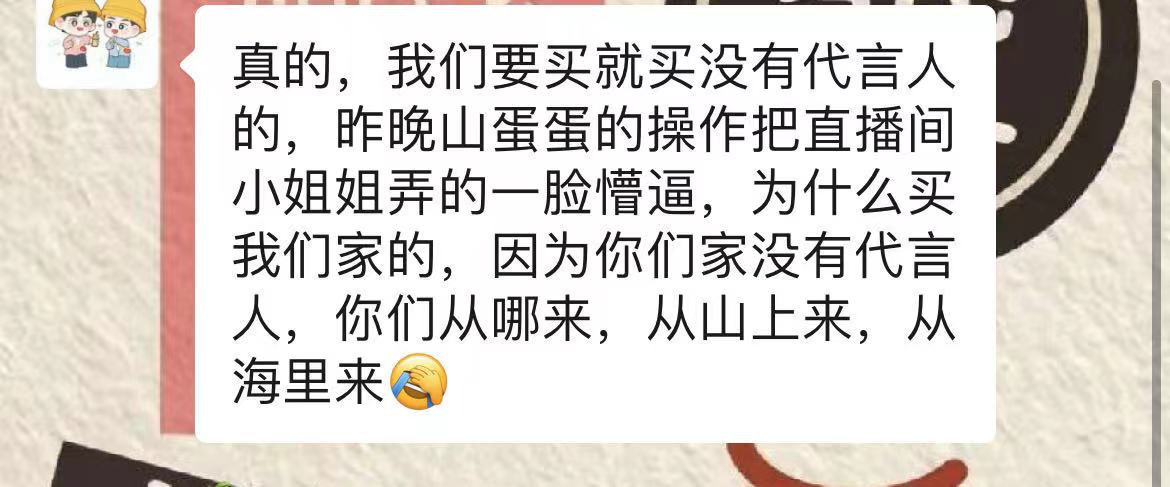 真的，我们要买就买没有代言人
的，昨晚山蛋蛋的操作把直播间
小姐姐弄的一脸懵逼，为什么买
我们家的，因为你们家没有代言
人，你们从哪来，从山上来，从
海里来🤦